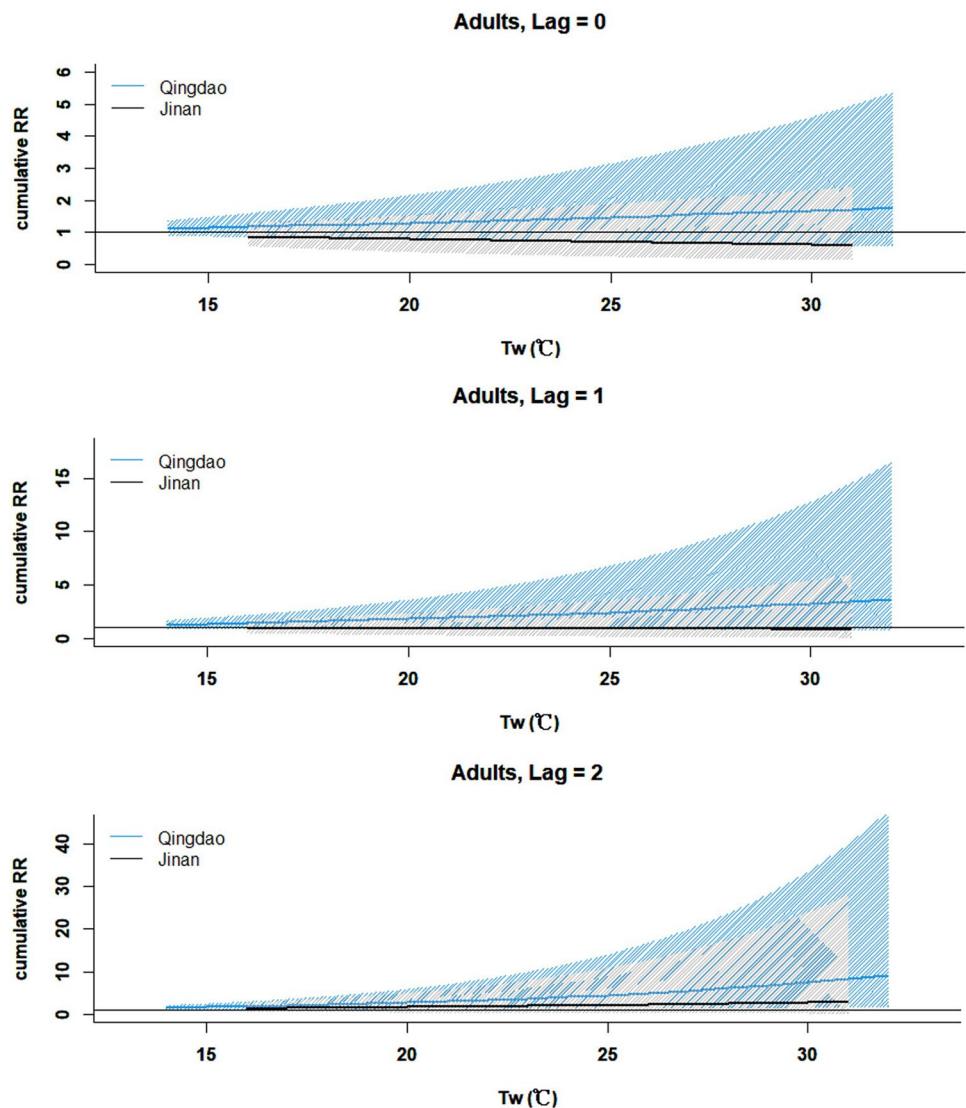 Adults, Lag = 0
6
5
4
3
2
1
0
cumulative RR
Qingdao
Jinan
15 20 25 30
Tw (℃)
Adults, Lag = 1
15
10
5
0
cumulative RR
Qingdao
Jinan
15 20 25 30
Tw (℃)
Adults, Lag = 2
40
30
20
10
0
cumulative RR
Qingdao
Jinan
15 20 25 30
Tw (℃)